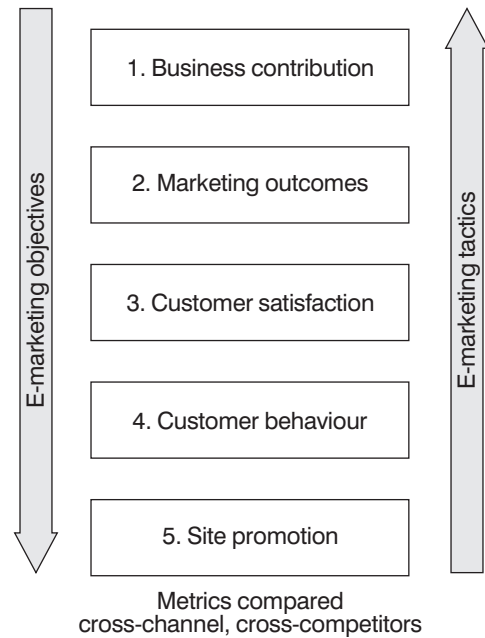 E-marketing objectives
1. Business contribution
2. Marketing outcomes
3. Customer satisfaction
4. Customer behaviour
5. Site promotion
E-marketing tactics
Metrics compared
cross-channel, cross-competitors